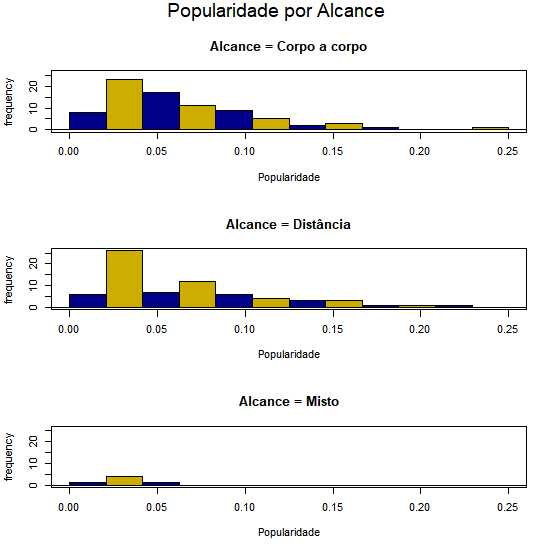 Popularidade por Alcance
Alcance = Corpo a corpo
frequency
0 10 20
0.00 0.05 0.10 0.15 0.20 0.25
Popularidade
Alcance = Distância
frequency
0 10 20
0.00 0.05 0.10 0.15 0.20 0.25
Popularidade
Alcance = Misto
frequency
0 10 20
0.00 0.05 0.10 0.15 0.20 0.25
Popularidade